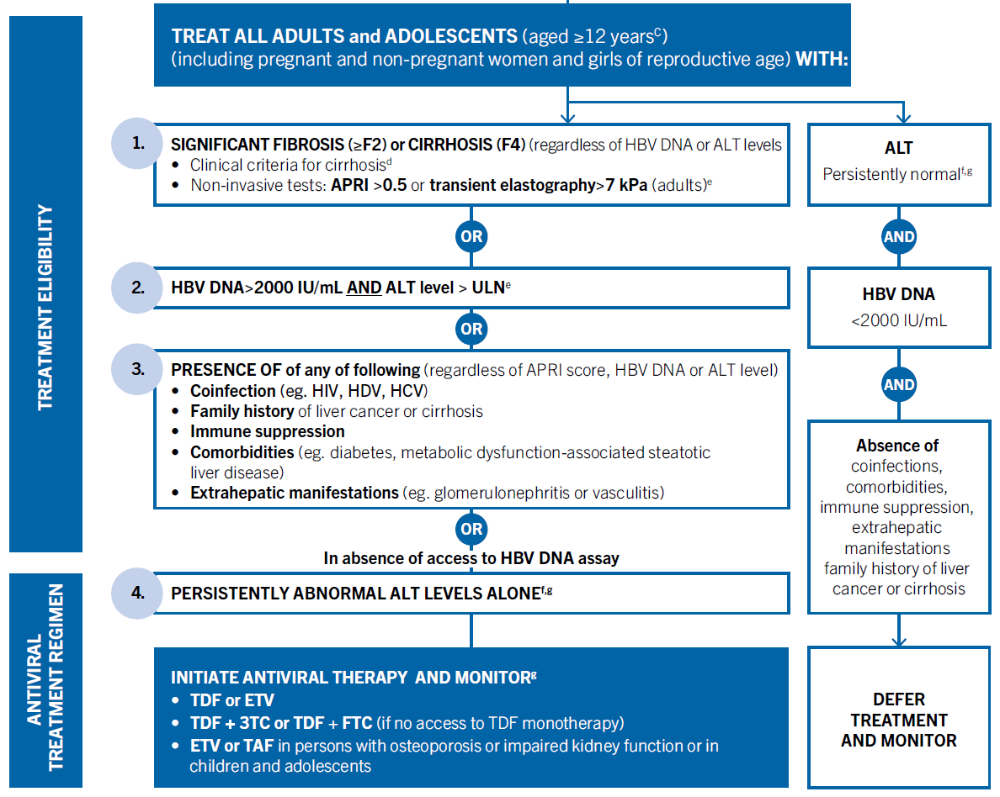 TREATMENT ELIGIBILITY
TREAT ALL ADULTS and ADOLESCENTS (aged ≥12 yearsᶜ)
(including pregnant and non-pregnant women and girls of reproductive age) WITH:
1.
SIGNIFICANT FIBROSIS (≥F2) or CIRRHOSIS (F4) (regardless of HBV DNA or ALT levels
• Clinical criteria for cirrhosisᵈ
• Non-invasive tests: APRI >0.5 or transient elastography>7 kPa (adults)ᵉ
OR
2.
HBV DNA>2000 IU/mL AND ALT level > ULNᵉ
OR
3.
PRESENCE OF of any of following (regardless of APRI score, HBV DNA or ALT level)
• Coinfection (eg. HIV, HDV, HCV)
• Family history of liver cancer or cirrhosis
• Immune suppression
• Comorbidities (eg. diabetes, metabolic dysfunction-associated steatotic
liver disease)
• Extrahepatic manifestations (eg. glomerulonephritis or vasculitis)
OR
In absence of access to HBV DNA assay
4.
PERSISTENTLY ABNORMAL ALT LEVELS ALONEᶠ,ᵍ
ALT
Persistently normalᶠ,ᵍ
AND
HBV DNA
<2000 IU/mL
AND
Absence of
coinfections,
comorbidities,
immune suppression,
extrahepatic
manifestations
family history of liver
cancer or cirrhosis
ANTIVIRAL
TREATMENT REGIMEN
INITIATE ANTIVIRAL THERAPY AND MONITORᵍ
• TDF or ETV
• TDF + 3TC or TDF + FTC (if no access to TDF monotherapy)
• ETV or TAF in persons with osteoporosis or impaired kidney function or in
children and adolescents
DEFER
TREATMENT
AND MONITOR